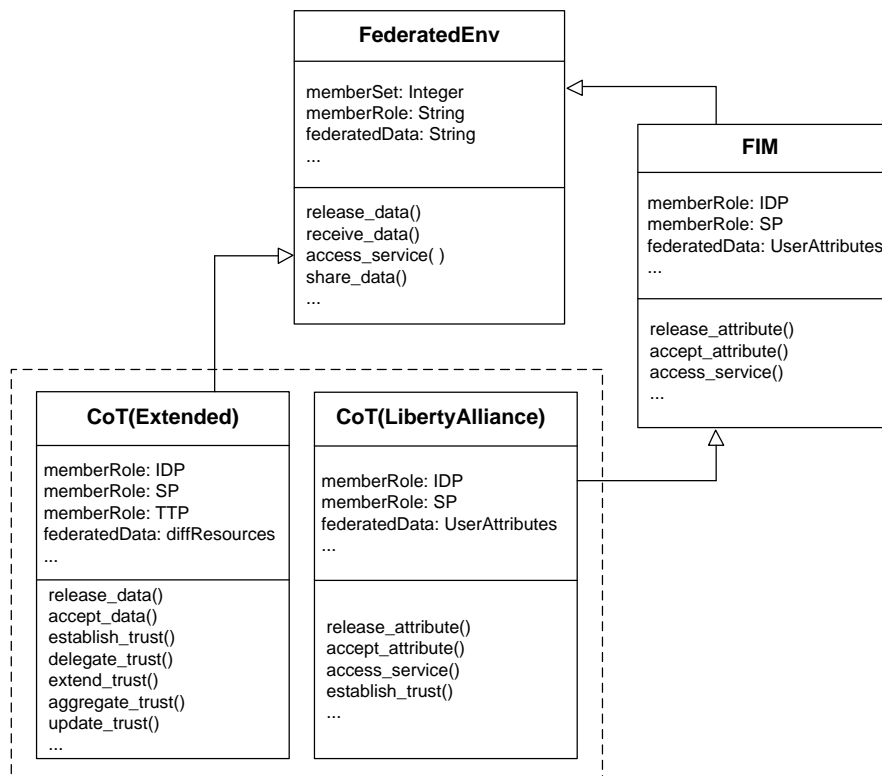 FederatedEnv
memberSet: Integer
memberRole: String
federatedData: String
...
release_data()
receive_data()
access_service( )
share_data()
...
FIM
memberRole: IDP
memberRole: SP
federatedData: UserAttributes
...
release_attribute()
accept_attribute()
access_service()
...
CoT(Extended)
memberRole: IDP
memberRole: SP
memberRole: TTP
federatedData: diffResources
...
release_data()
accept_data()
establish_trust()
delegate_trust()
extend_trust()
aggregate_trust()
update_trust()
...
CoT(LibertyAlliance)
memberRole: IDP
memberRole: SP
federatedData: UserAttributes
...
release_attribute()
accept_attribute()
access_service()
establish_trust()
...